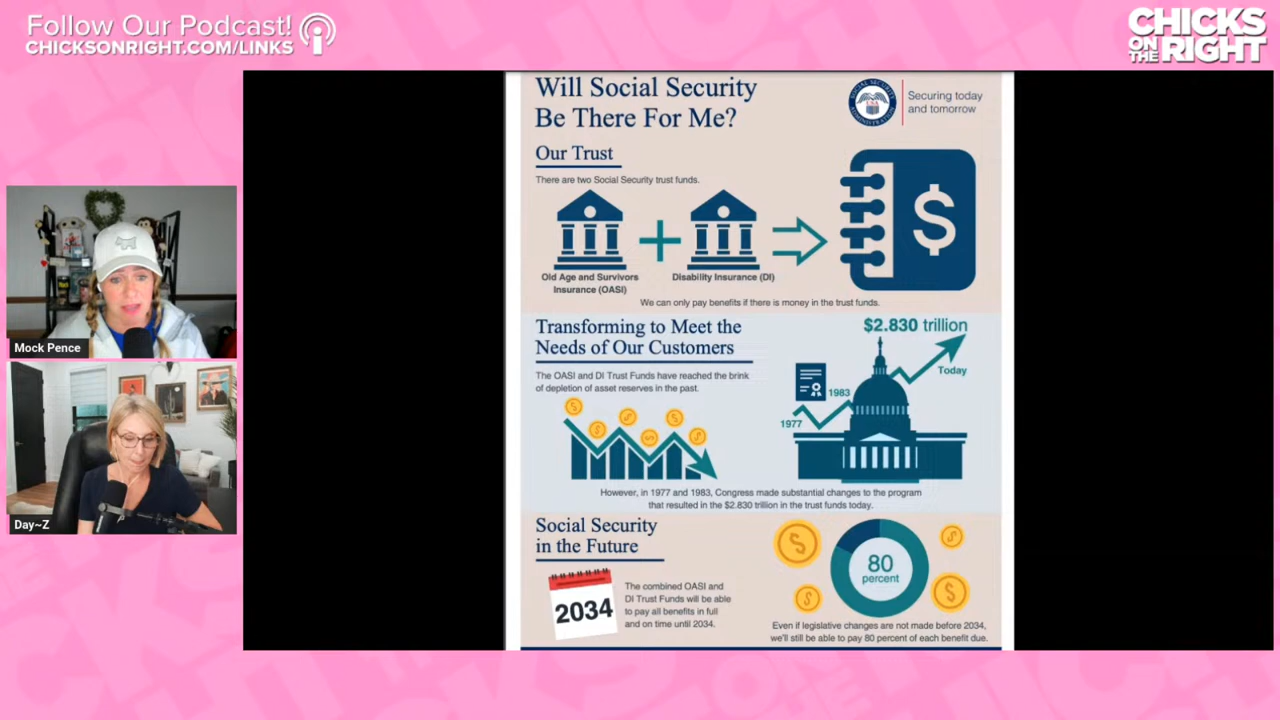 Follow Our Podcast!
CHICKSONRIGHT.COM/LINKS
CHICKS
ON THE RIGHT
Mock Pence
Day~Z
Will Social Security
Be There For Me?
SOCIAL SECURITY
ADMINISTRATION
USA
Securing today
and tomorrow
Our Trust
There are two Social Security trust funds.
$
Old Age and Survivors
Insurance (OASI)
Disability Insurance (DI)
We can only pay benefits if there is money in the trust funds.
Transforming to Meet the
Needs of Our Customers
The OASI and DI Trust Funds have reached the brink
of depletion of asset reserves in the past.
$ $ $ $ $ $
$2.830 trillion
Today
1983
1977
However, in 1977 and 1983, Congress made substantial changes to the program
that resulted in the $2.830 trillion in the trust funds today.
Social Security
in the Future
2034
The combined OASI and
DI Trust Funds will be able
to pay all benefits in full
and on time until 2034.
$ $ $ $
80
percent
Even if legislative changes are not made before 2034,
we'll still be able to pay 80 percent of each benefit due.